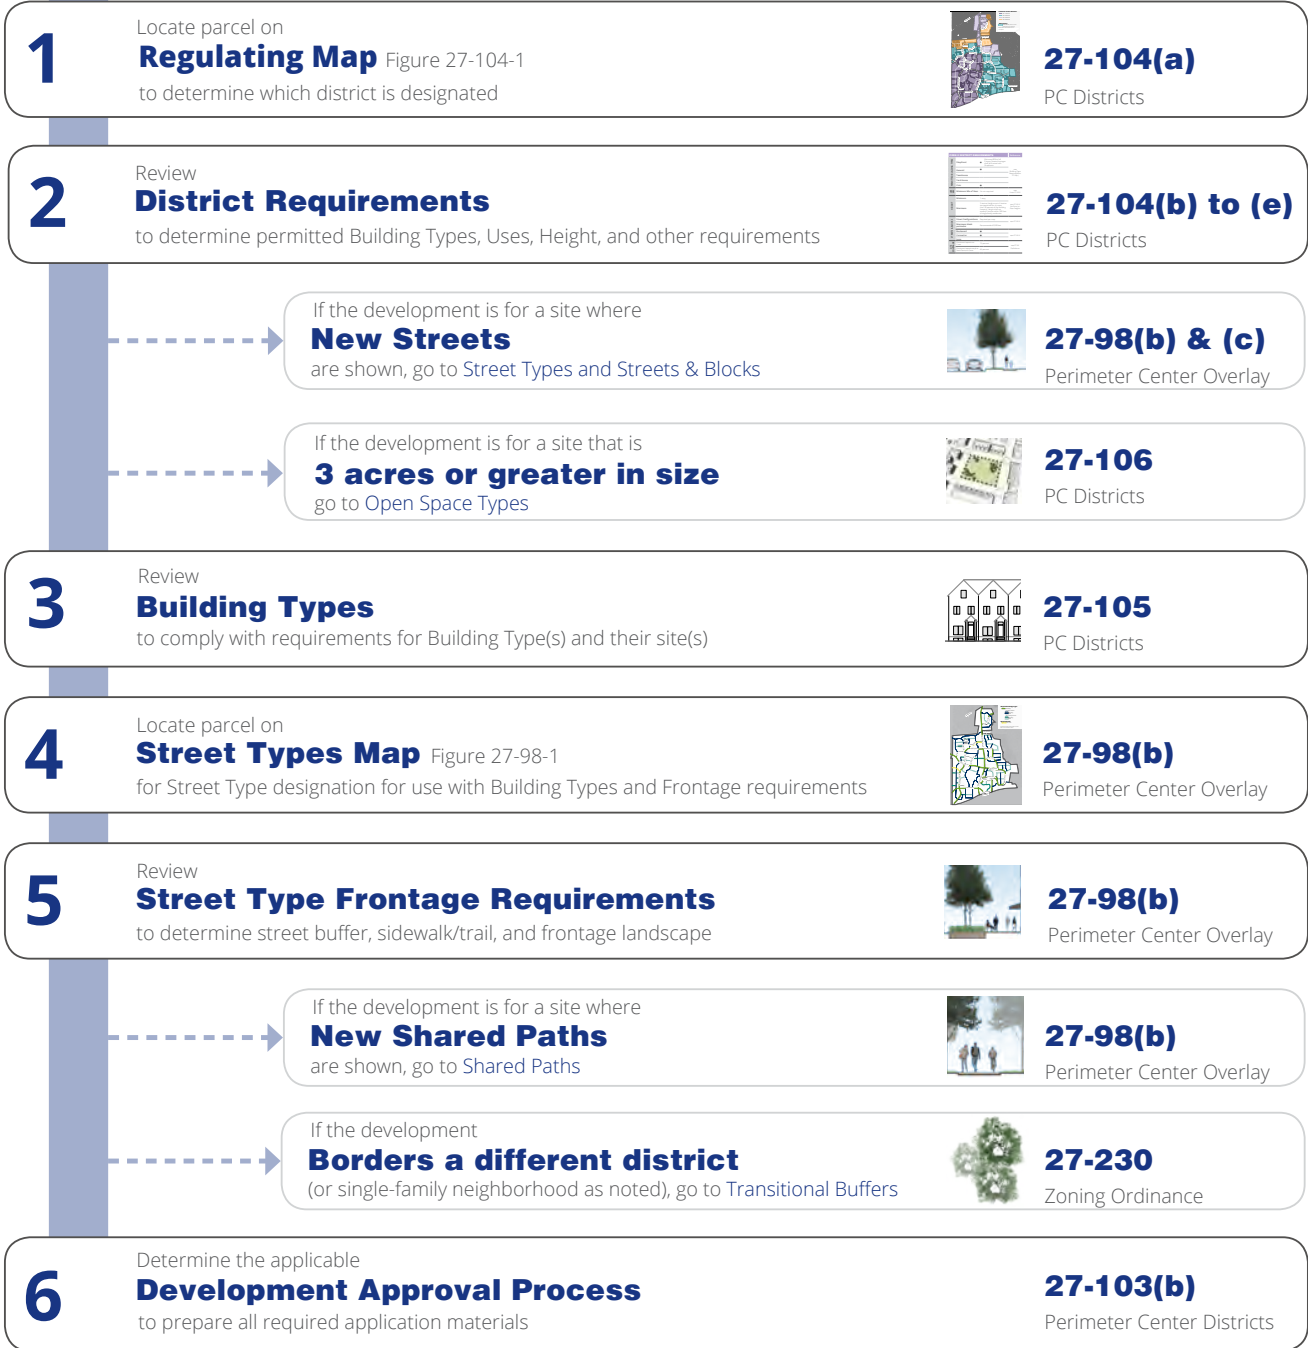 1
Locate parcel on
Regulating Map Figure 27-104-1
to determine which district is designated
27-104(a)
PC Districts
2
Review
District Requirements
to determine permitted Building Types, Uses, Height, and other requirements
27-104(b) to (e)
PC Districts
If the development is for a site where
New Streets
are shown, go to Street Types and Streets & Blocks
27-98(b) & (c)
Perimeter Center Overlay
If the development is for a site that is
3 acres or greater in size
go to Open Space Types
27-106
PC Districts
3
Review
Building Types
to comply with requirements for Building Type(s) and their site(s)
27-105
PC Districts
4
Locate parcel on
Street Types Map Figure 27-98-1
for Street Type designation for use with Building Types and Frontage requirements
27-98(b)
Perimeter Center Overlay
5
Review
Street Type Frontage Requirements
to determine street buffer, sidewalk/trail, and frontage landscape
27-98(b)
Perimeter Center Overlay
If the development is for a site where
New Shared Paths
are shown, go to Shared Paths
27-98(b)
Perimeter Center Overlay
If the development
Borders a different district
(or single-family neighborhood as noted), go to Transitional Buffers
27-230
Zoning Ordinance
6
Determine the applicable
Development Approval Process
to prepare all required application materials
27-103(b)
Perimeter Center Districts